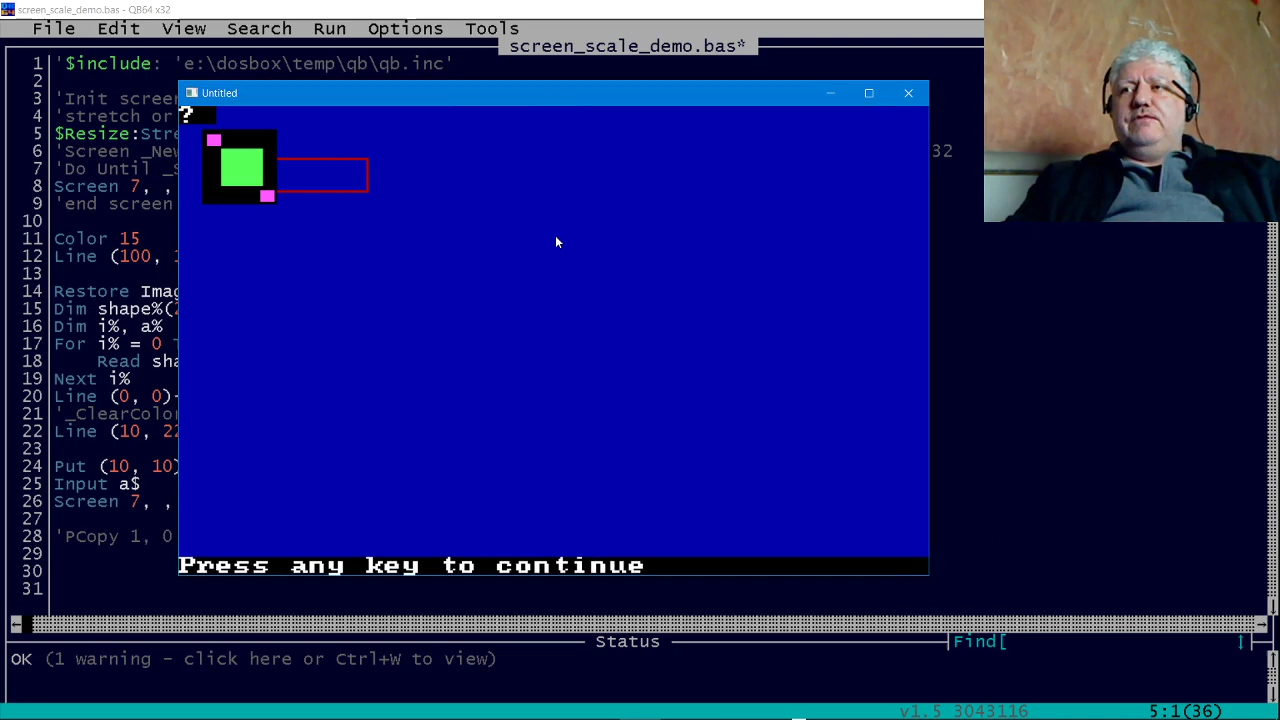 screen_scale_demo.bas - QB64 x32
File Edit View Search Run Options Tools
screen_scale_demo.bas*
1 '$include: 'e:\dosbox\temp\qb\qb.inc'
2
3 'Init scree
4 'stretch or
5 $Resize:Stre
6 'Screen _New 32
7 'Do Until _S
8 Screen 7, ,
9 'end screen
10
11 Color 15
12 Line (100, 1
13
14 Restore Imag
15 Dim shape%(2
16 Dim i%, a%
17 For i% = 0 T
18 Read sha
19 Next i%
20 Line (0, 0)-
21 '_ClearColor
22 Line (10, 22
23
24 Put (10, 10)
25 Input a$
26 Screen 7, ,
27
28 'PCopy 1, 0
29
30
31
Untitled
?
Press any key to continue
Status
Find[
OK (1 warning - click here or Ctrl+W to view)
v1.5 3043116 5:1(36)